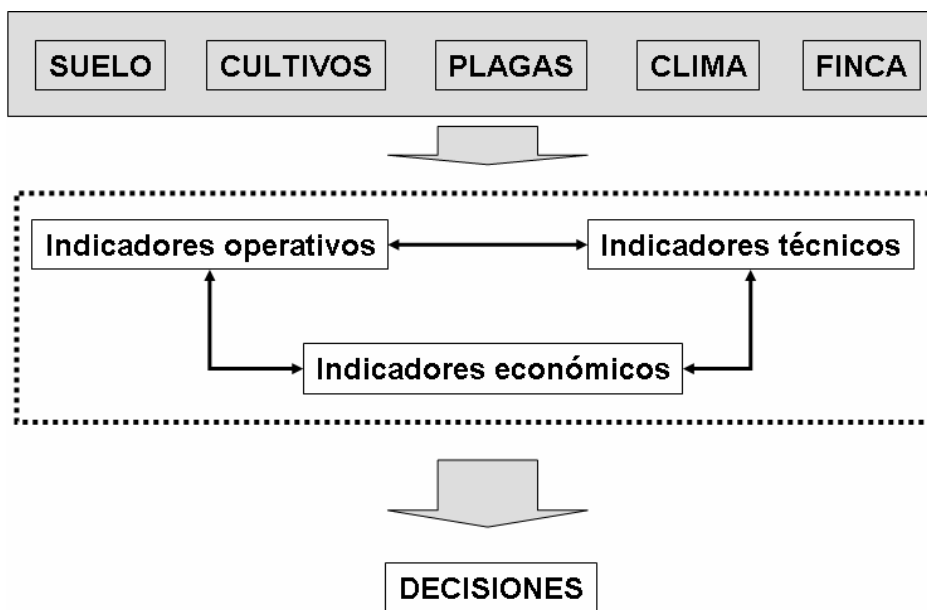 SUELO CULTIVOS PLAGAS CLIMA FINCA
Indicadores operativos Indicadores técnicos
Indicadores económicos
DECISIONES